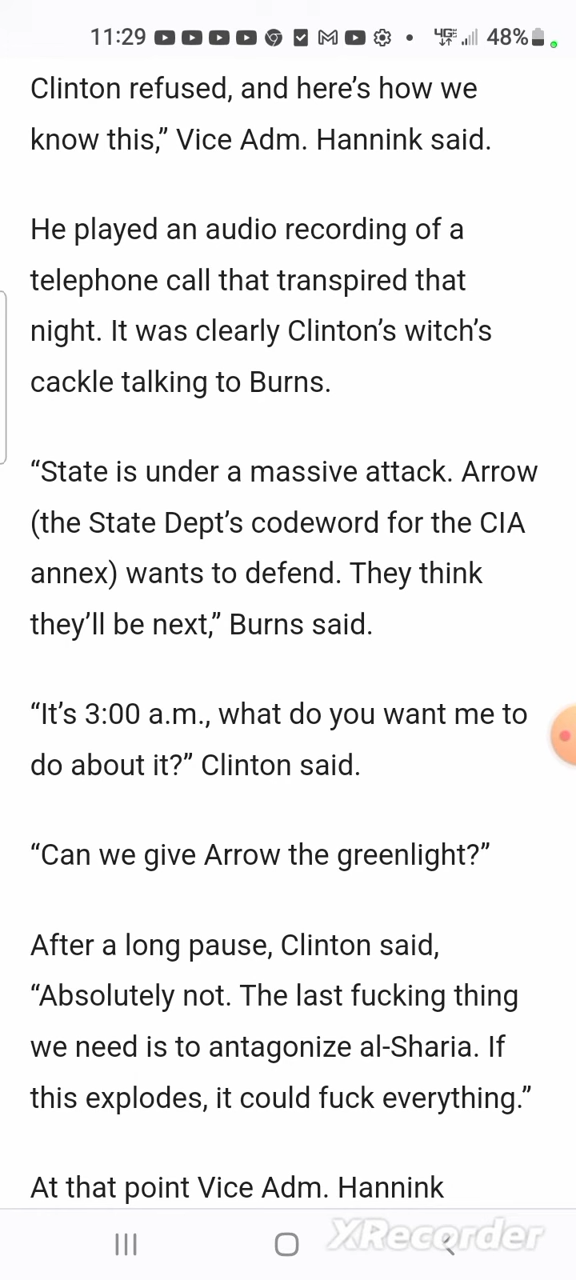 11:29 4GE 48%
Clinton refused, and here’s how we
know this,” Vice Adm. Hannink said.
He played an audio recording of a
telephone call that transpired that
night. It was clearly Clinton’s witch’s
cackle talking to Burns.
“State is under a massive attack. Arrow
(the State Dept’s codeword for the CIA
annex) wants to defend. They think
they’ll be next,” Burns said.
“It’s 3:00 a.m., what do you want me to
do about it?” Clinton said.
“Can we give Arrow the greenlight?”
After a long pause, Clinton said,
“Absolutely not. The last fucking thing
we need is to antagonize al-Sharia. If
this explodes, it could fuck everything.”
At that point Vice Adm. Hannink
XRecorder